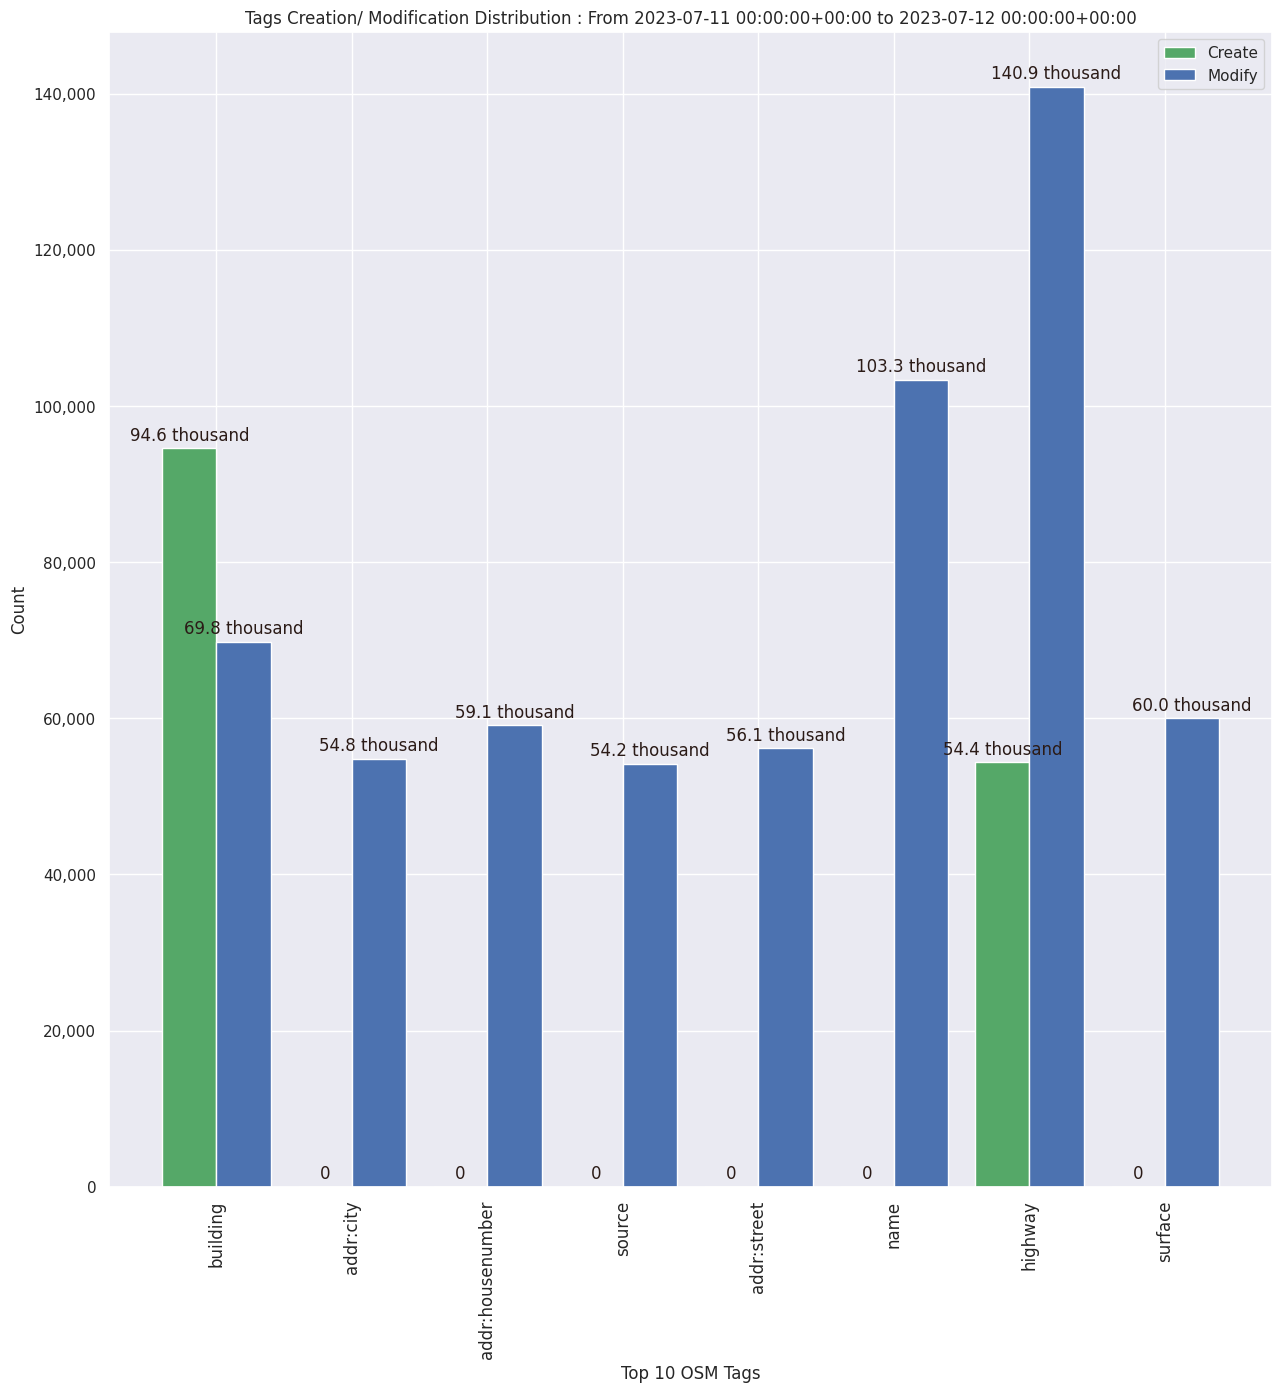 Tags Creation/ Modification Distribution : From 2023-07-11 00:00:00+00:00 to 2023-07-12 00:00:00+00:00
Create
Modify
140.9 thousand
140,000
120,000
103.3 thousand
100,000
94.6 thousand
80,000
69.8 thousand
60.0 thousand
60,000
59.1 thousand
56.1 thousand
54.8 thousand
54.2 thousand
54.4 thousand
40,000
20,000
0
0
0
0
0
0
0
Count
building
addr:city
addr:housenumber
source
addr:street
name
highway
surface
Top 10 OSM Tags